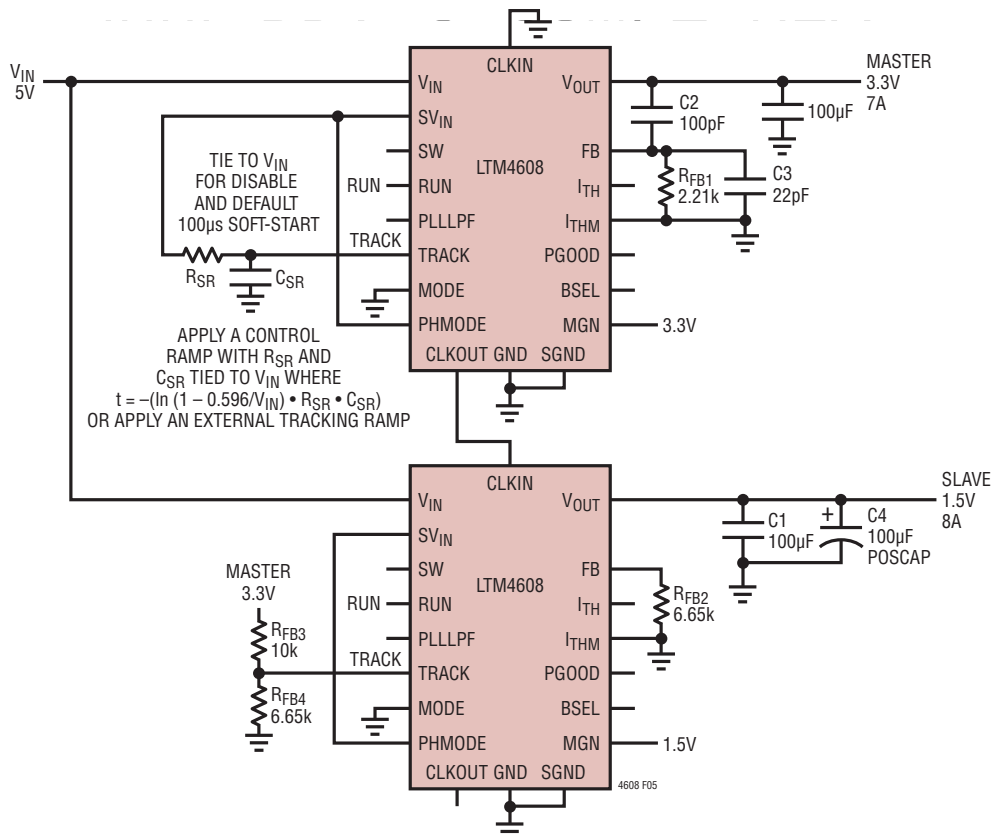 CLKIN
V_IN
5V
V_IN
SV_IN
SW
RUN
RUN
PLLLPF
TRACK
TRACK
MODE
PHMODE
LTM4608
V_OUT
FB
I_TH
I_THM
PGOOD
BSEL
MGN
3.3V
CLKOUT GND SGND
MASTER
3.3V
7A
C2
100pF
100µF
R_FB1
2.21k
C3
22pF
TIE TO V_IN
FOR DISABLE
AND DEFAULT
100µs SOFT-START
R_SR
C_SR
APPLY A CONTROL
RAMP WITH R_SR AND
C_SR TIED TO V_IN WHERE
t = –(ln (1 – 0.596/V_IN) • R_SR • C_SR)
OR APPLY AN EXTERNAL TRACKING RAMP
CLKIN
V_IN
SV_IN
SW
RUN
RUN
PLLLPF
TRACK
TRACK
MODE
PHMODE
LTM4608
V_OUT
FB
I_TH
I_THM
PGOOD
BSEL
MGN
1.5V
CLKOUT GND SGND
SLAVE
1.5V
8A
C1
100µF
+
C4
100µF
POSCAP
R_FB2
6.65k
MASTER
3.3V
R_FB3
10k
R_FB4
6.65k
4608 F05